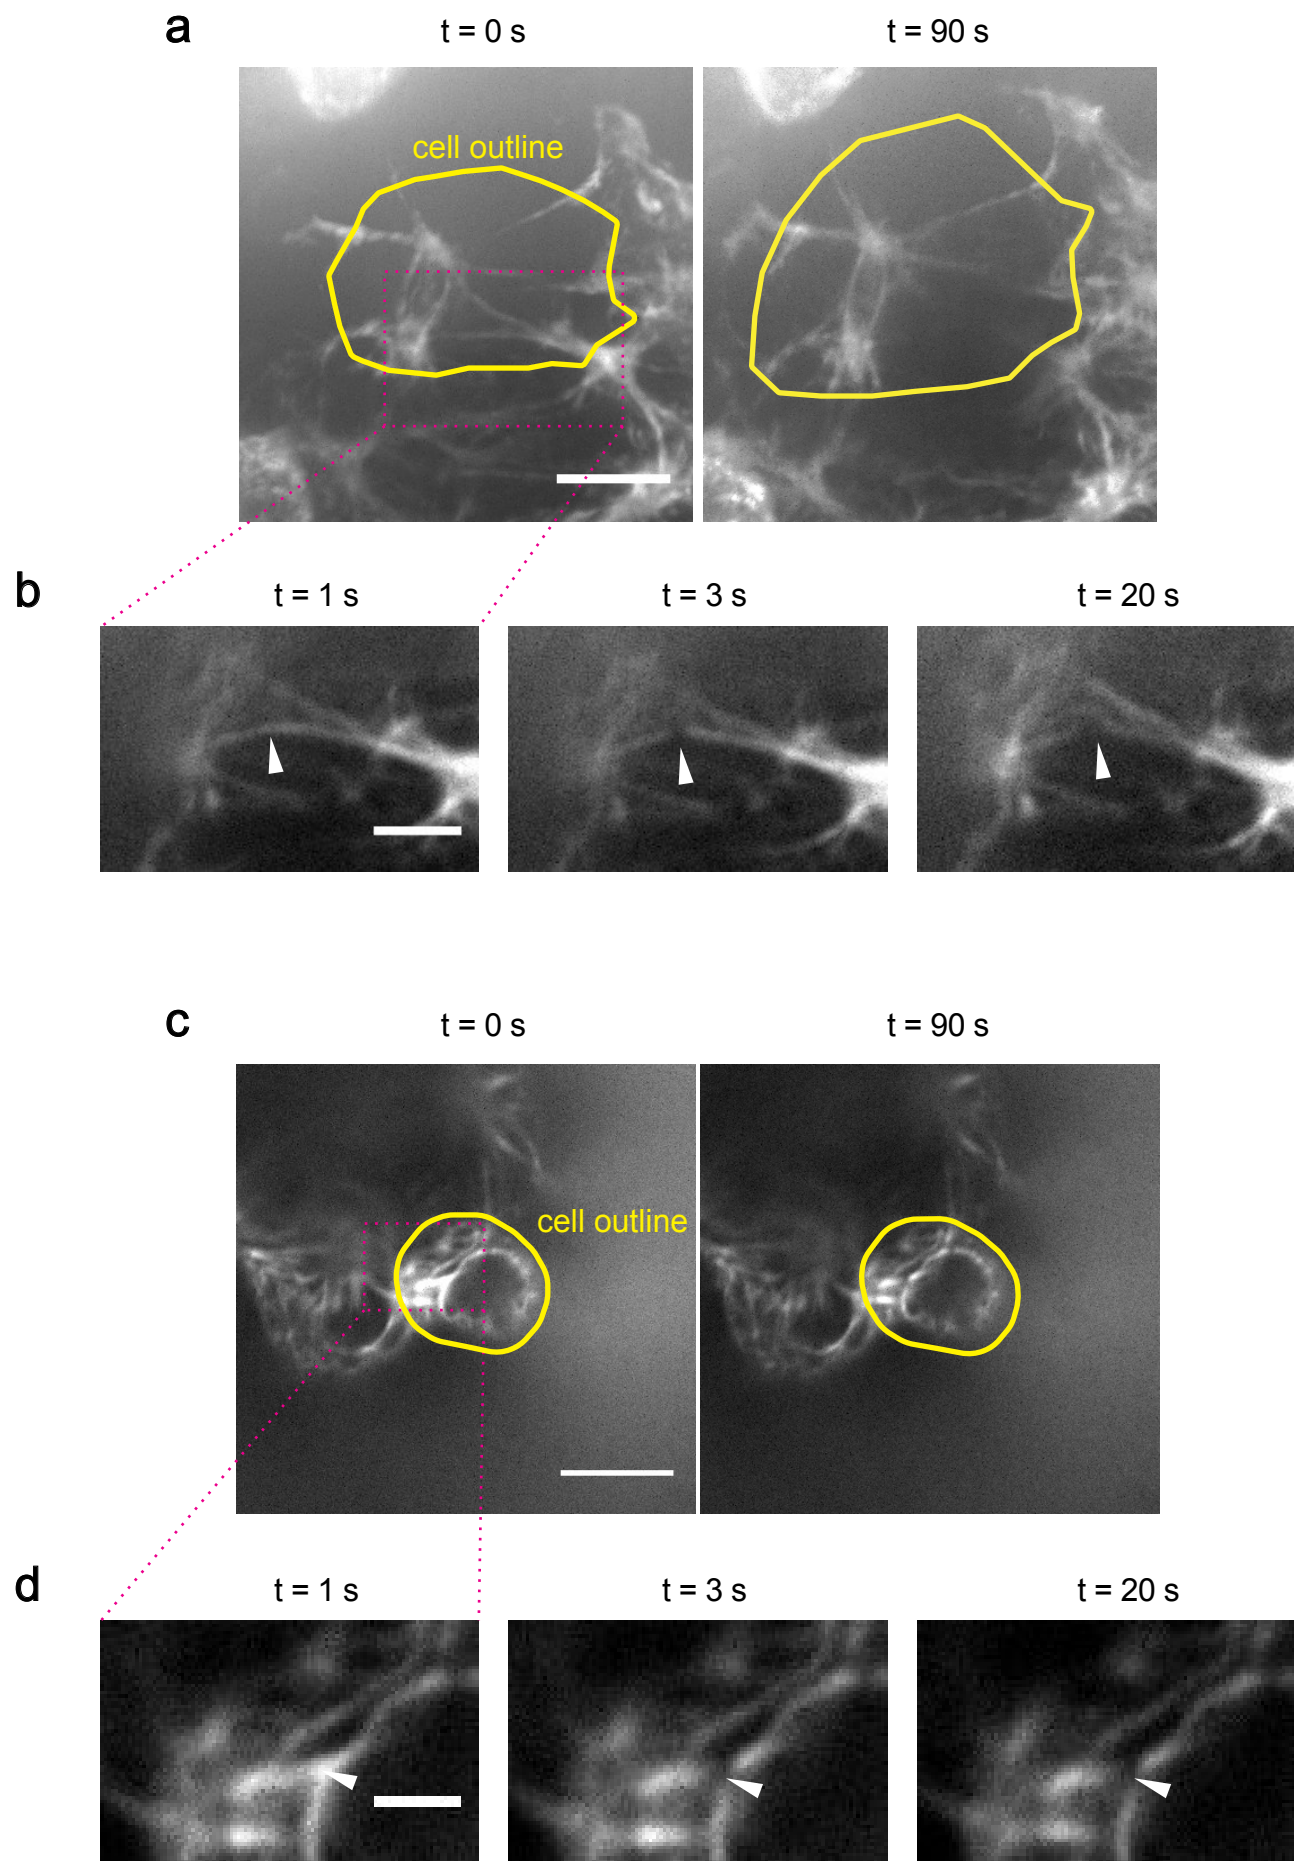 a
t = 0 s
t = 90 s
cell outline
b
t = 1 s
t = 3 s
t = 20 s
c
t = 0 s
t = 90 s
cell outline
d
t = 1 s
t = 3 s
t = 20 s